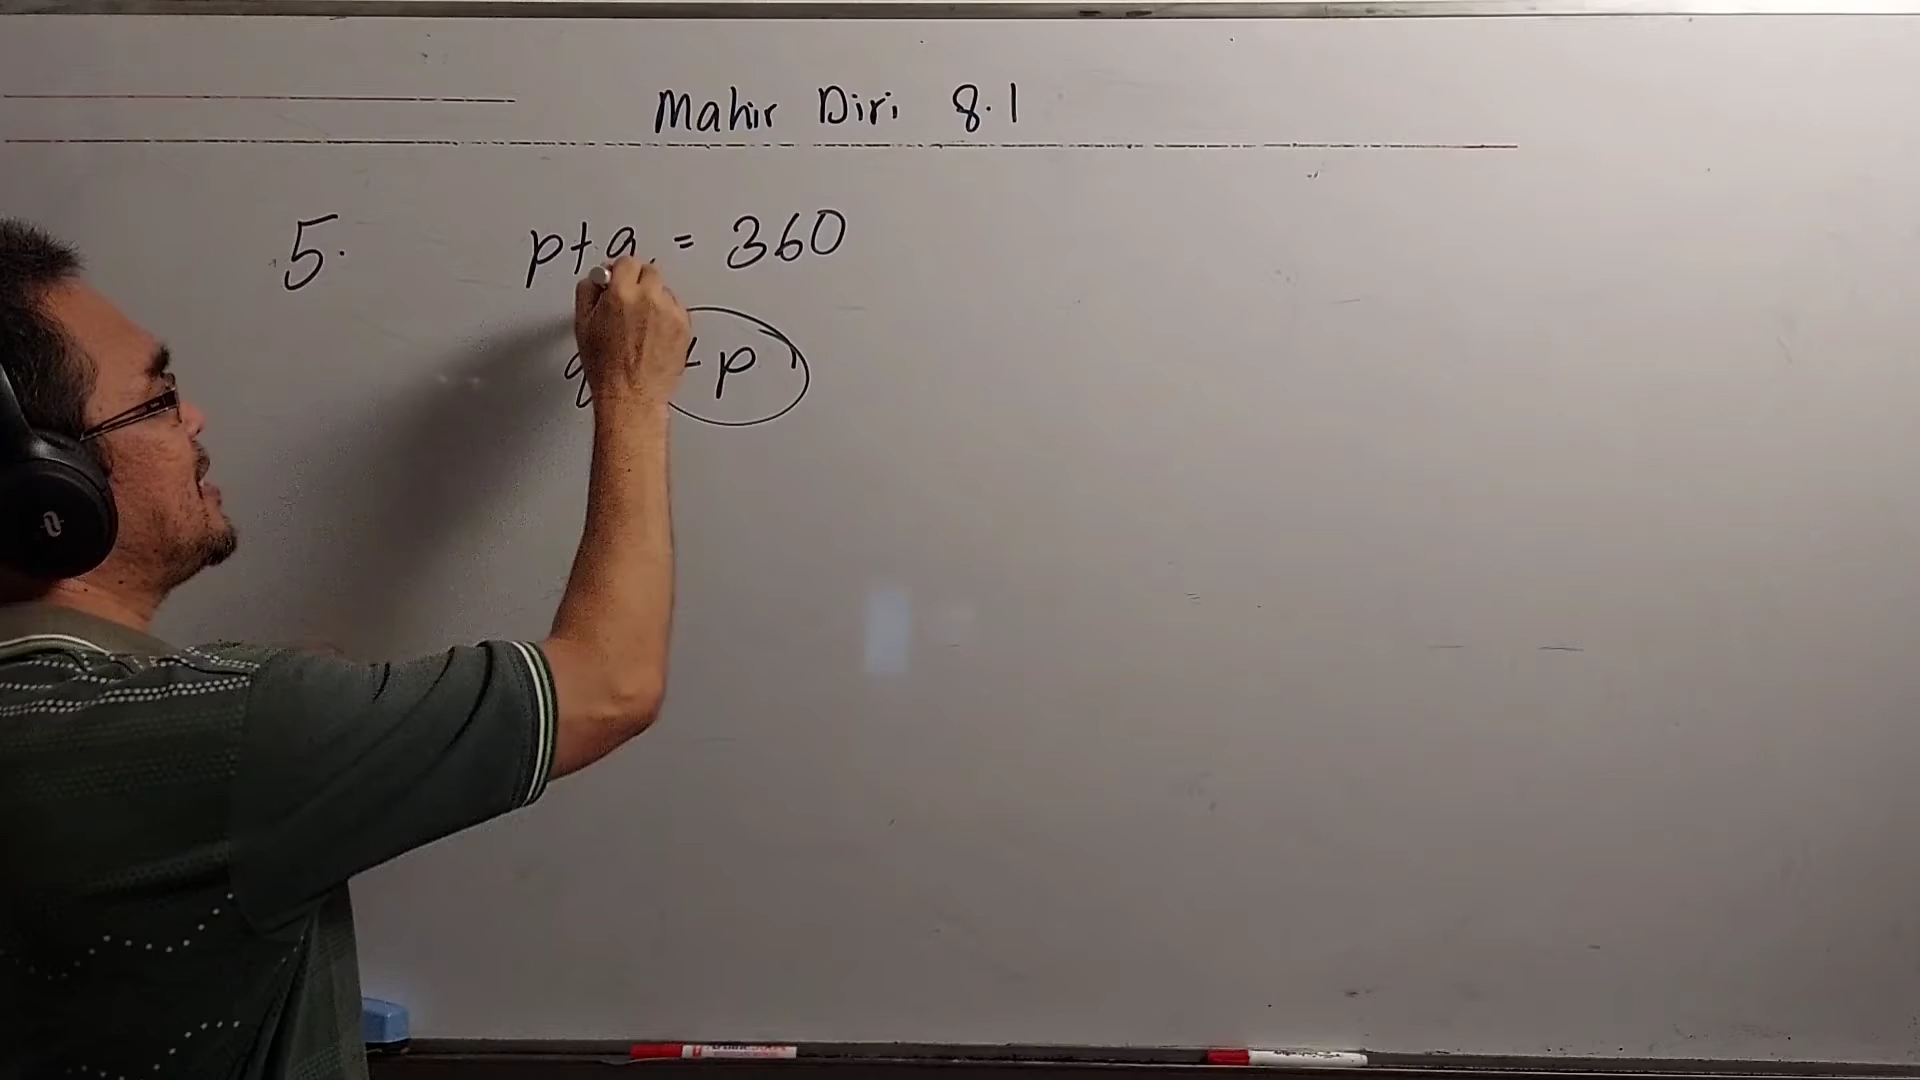 Mahir Diri 8.1
5. p+q = 360
q p